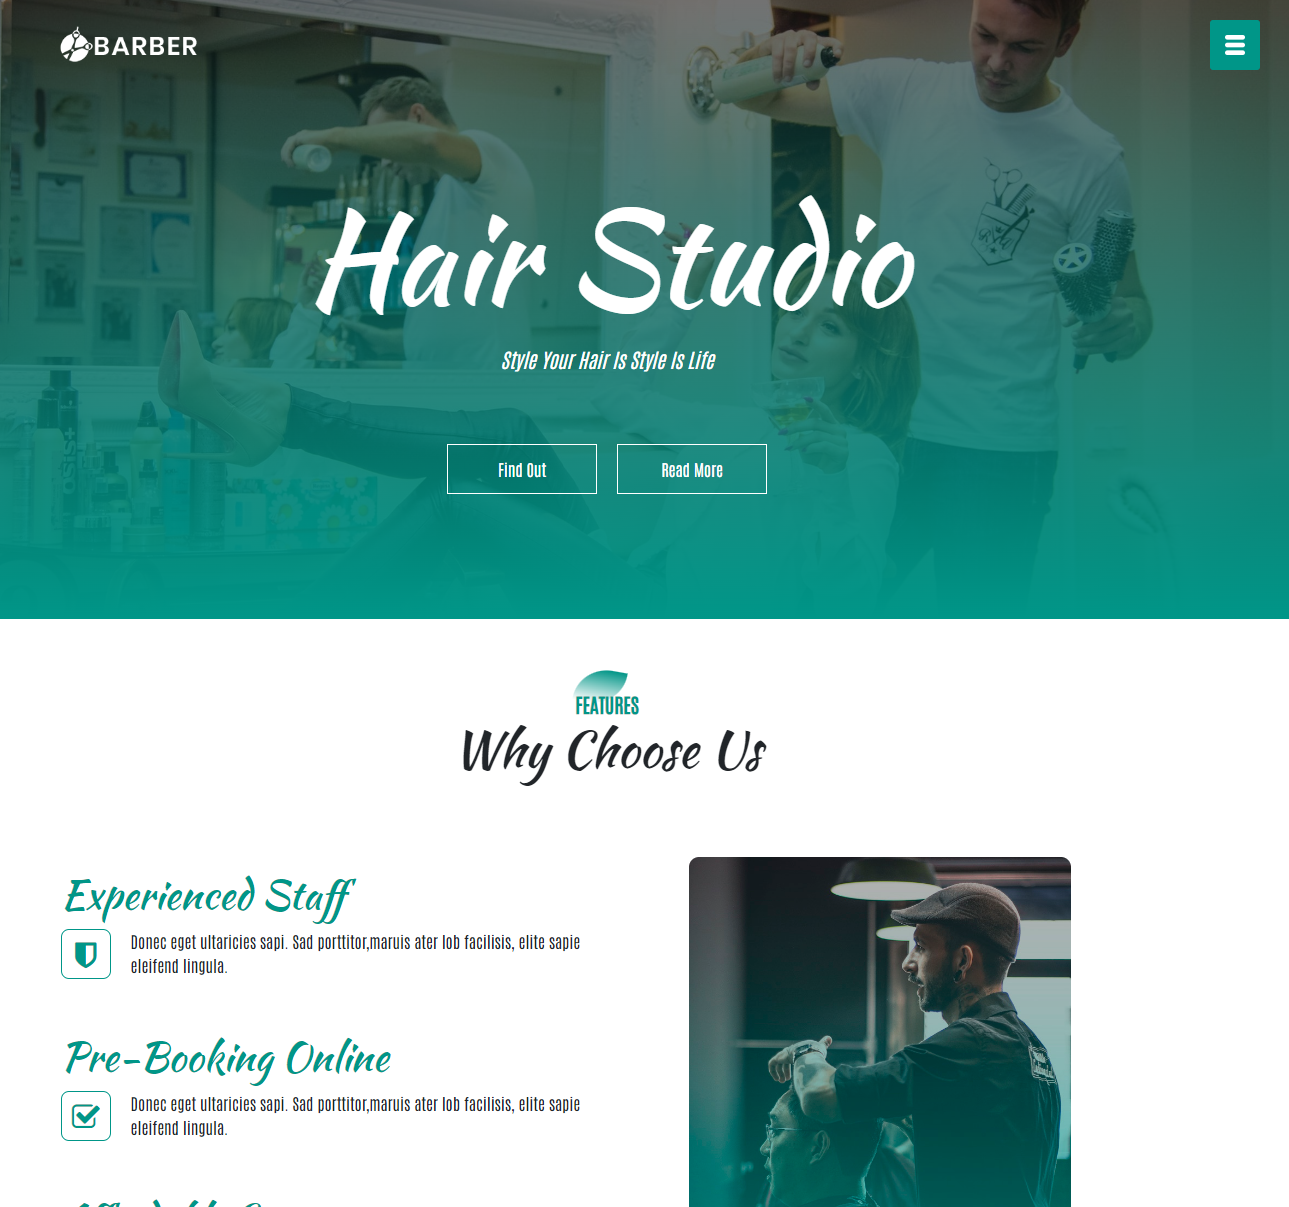 BARBER
Hair Studio
Style Your Hair Is Style Is Life
Find Out
Read More
FEATURES
Why Choose Us
Experienced Staff
Donec eget ultaricies sapi. Sad porttitor,maruis ater lob facilisis, elite sapie
eleifend lingula.
Pre-Booking Online
Donec eget ultaricies sapi. Sad porttitor,maruis ater lob facilisis, elite sapie
eleifend lingula.